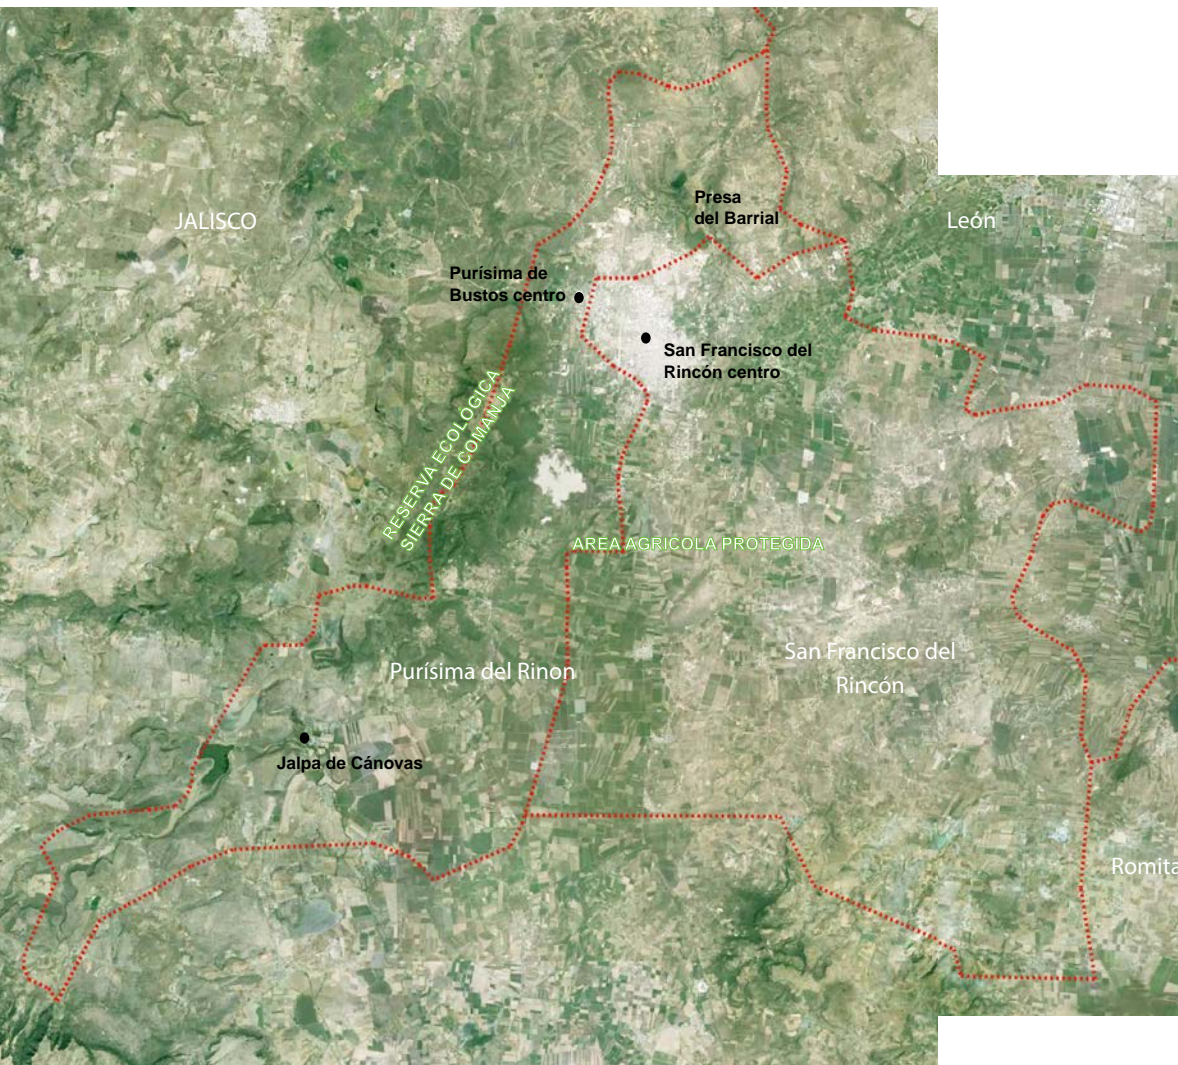 Presa
del Barrial
JALISCO
León
Purísima de
Bustos centro
San Francisco del
Rincón centro
RESERVA ECOLÓGICA
SIERRA DE COMANJA
AREA AGRICOLA PROTEGIDA
Purísima del Rinon
San Francisco del
Rincón
Jalpa de Cánovas
Romita